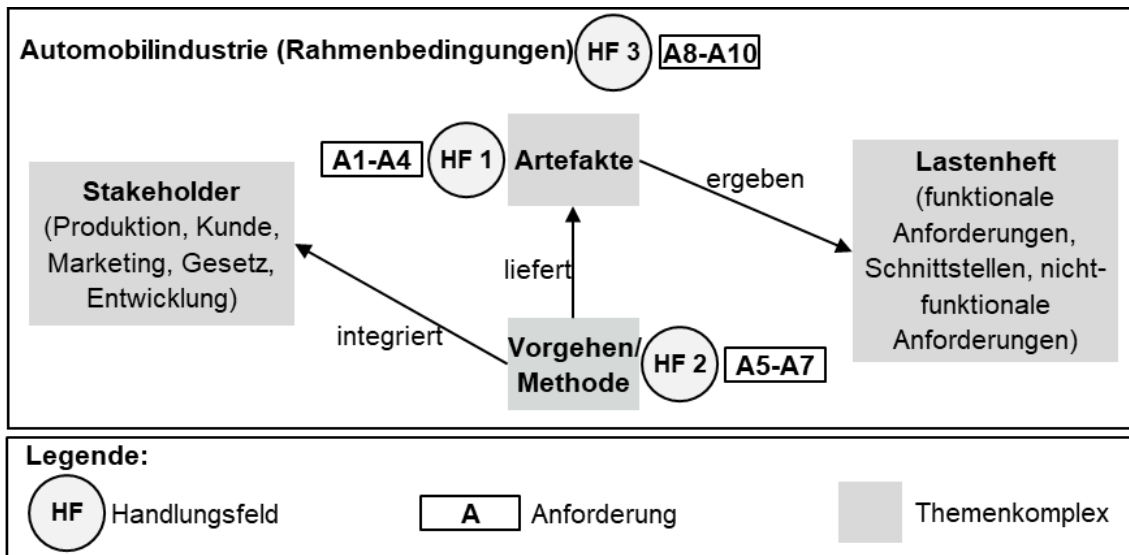 Automobilindustrie (Rahmenbedingungen) HF 3 A8-A10
A1-A4 HF 1 Artefakte
ergeben
Stakeholder
(Produktion, Kunde,
Marketing, Gesetz,
Entwicklung)
Lastenheft
(funktionale
Anforderungen,
Schnittstellen, nicht-
funktionale
Anforderungen)
liefert
integriert
Vorgehen/
Methode
HF 2 A5-A7
Legende:
HF Handlungsfeld
A Anforderung
Themenkomplex